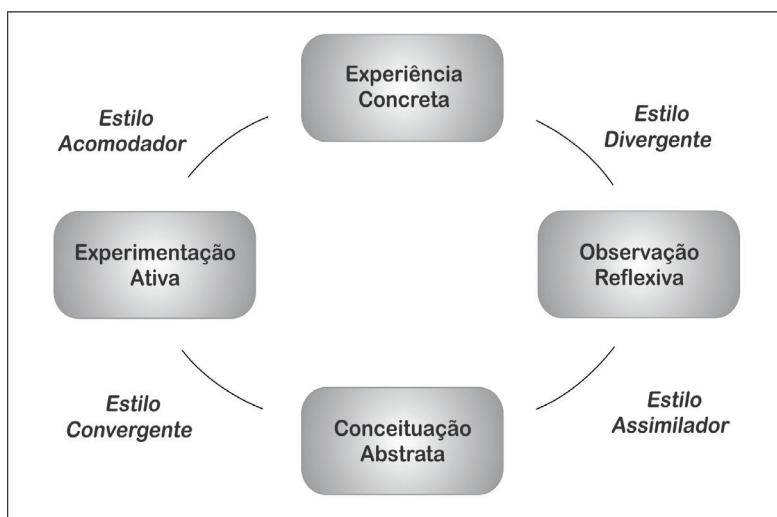 Experiência
Concreta
Estilo
Acomodador
Estilo
Divergente
Experimentação
Ativa
Observação
Reflexiva
Estilo
Convergente
Conceituação
Abstrata
Estilo
Assimilador